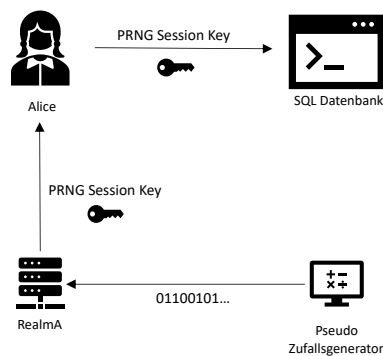 PRNG Session Key
Alice
SQL Datenbank
PRNG Session Key
01100101...
RealmA
Pseudo
Zufallsgenerator